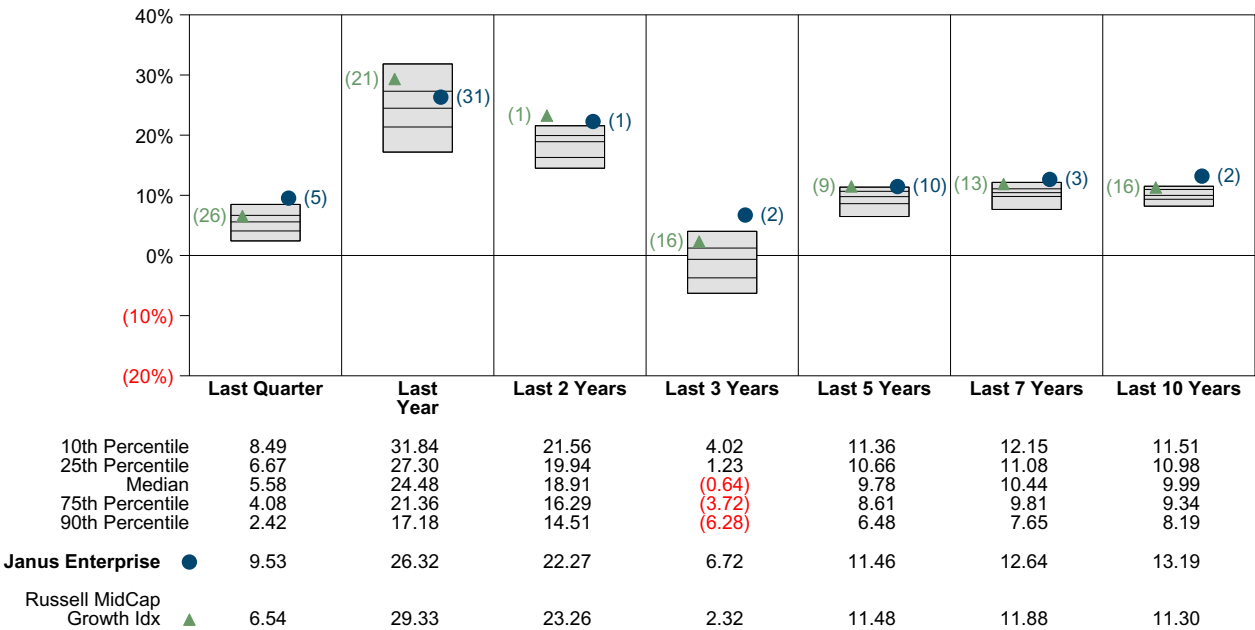 40%
30%
20%
10%
0%
(10%)
(20%)
(26) (5)
(21) (31)
(1) (1)
(16) (2)
(9) (10)
(13) (3)
(16) (2)
Last Quarter Last Year Last 2 Years Last 3 Years Last 5 Years Last 7 Years Last 10 Years
10th Percentile 8.49 31.84 21.56 4.02 11.36 12.15 11.51
25th Percentile 6.67 27.30 19.94 1.23 10.66 11.08 10.98
Median 5.58 24.48 18.91 (0.64) 9.78 10.44 9.99
75th Percentile 4.08 21.36 16.29 (3.72) 8.61 9.81 9.34
90th Percentile 2.42 17.18 14.51 (6.28) 6.48 7.65 8.19
Janus Enterprise 9.53 26.32 22.27 6.72 11.46 12.64 13.19
Russell MidCap
Growth Idx 6.54 29.33 23.26 2.32 11.48 11.88 11.30